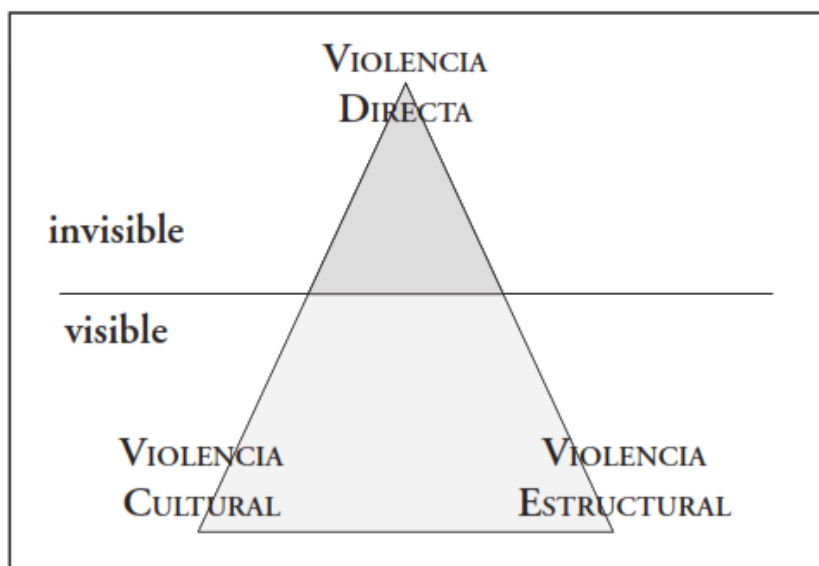 VIOLENCIA
DIRECTA
invisible
visible
VIOLENCIA
CULTURAL
VIOLENCIA
ESTRUCTURAL